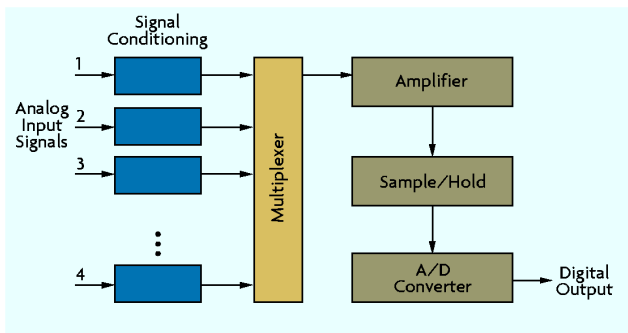 Signal
Conditioning
1
Analog
Input
Signals
2
3
4
Multiplexer
Amplifier
Sample/Hold
A/D
Converter
Digital
Output